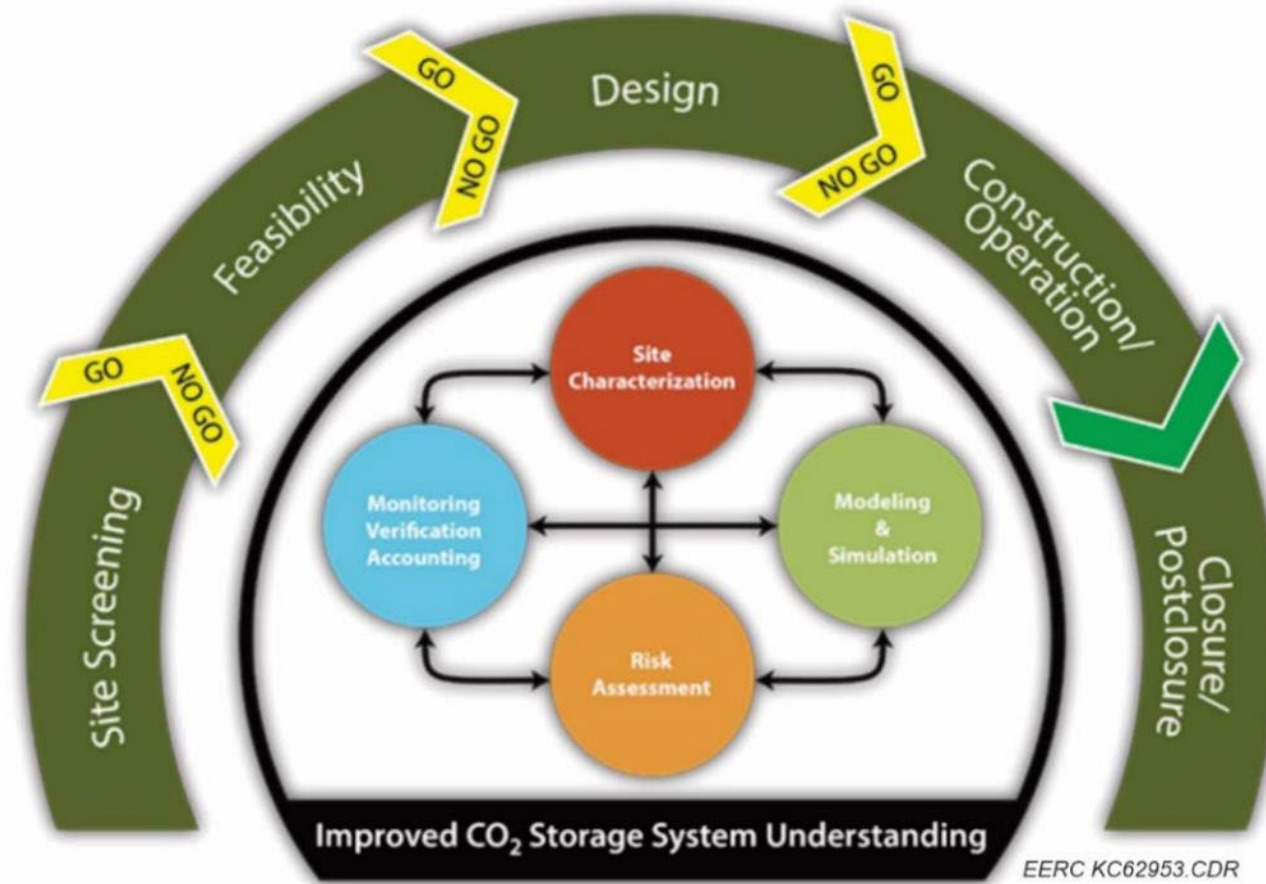 Site Screening
GO
NO GO
Feasibility
GO
NO GO
Design
GO
NO GO
Construction/
Operation
Closure/
Postclosure
Site
Characterization
Monitoring
Verification
Accounting
Modeling
&
Simulation
Risk
Assessment
Improved CO₂ Storage System Understanding
EERC KC62953.CDR